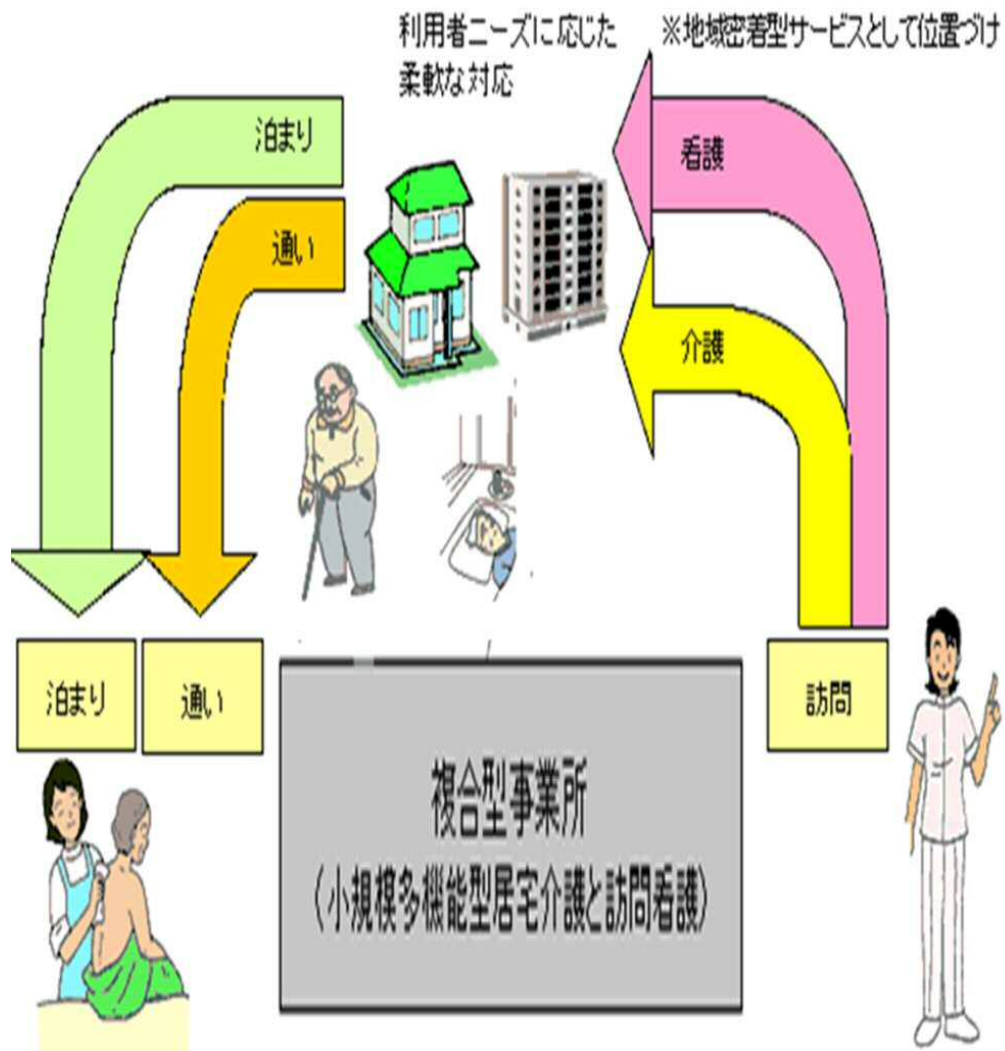 利用者ニーズに応じた
柔軟な対応
※地域密着型サービスとして位置づけ
泊まり
通い
看護
介護
泊まり
通い
訪問
複合型事業所
（小規模多機能型居宅介護と訪問看護）